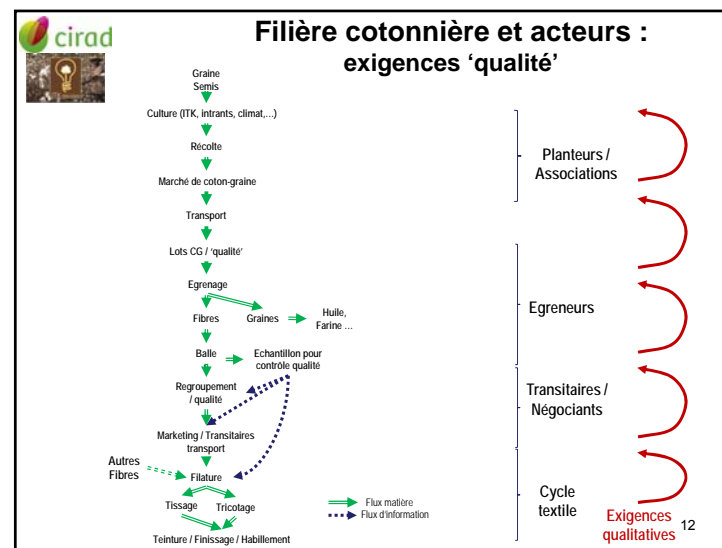 cirad
Filière cotonnière et acteurs :
exigences ‘qualité’
Graine
Semis
Culture (ITK, intrants, climat,...)
Récolte
Marché de coton-graine
Transport
Lots CG / ‘qualité’
Egrenage
Fibres
Graines
Huile,
Farine ...
Balle
Echantillon pour
contrôle qualité
Regroupement
/ qualité
Marketing / Transitaires
transport
Autres
Fibres
Filature
Tissage
Tricotage
Teinture / Finissage / Habillement
Flux matière
Flux d’information
Planteurs /
Associations
Egreneurs
Transitaires /
Négociants
Cycle
textile
Exigences
qualitatives
12